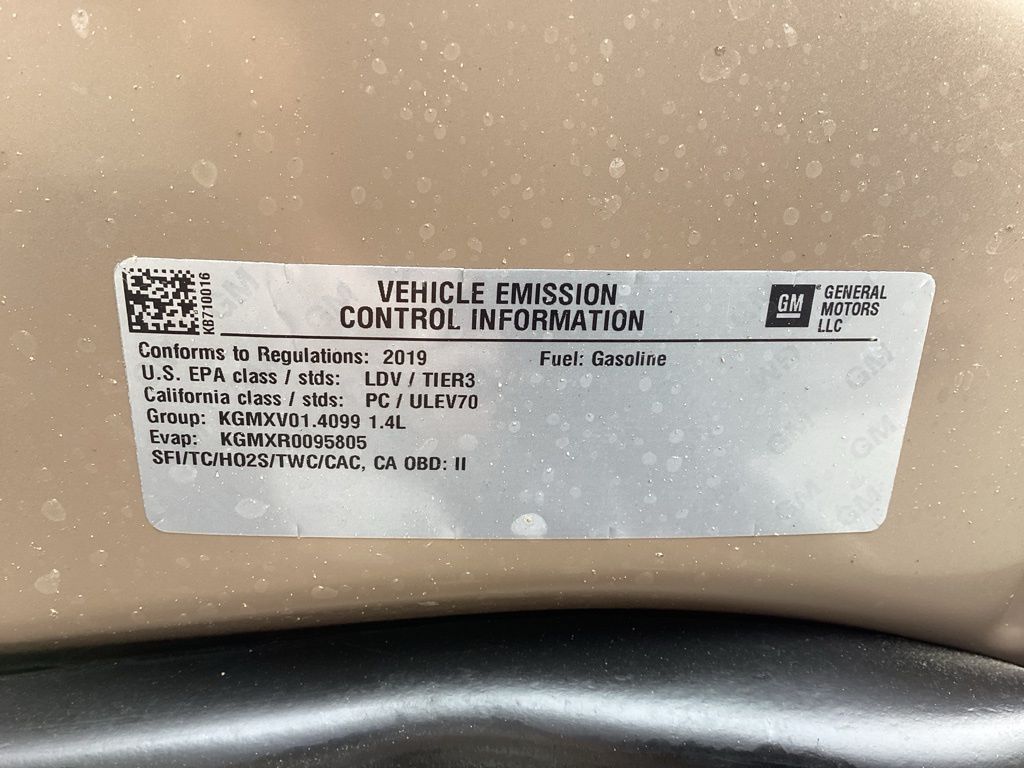 KB710016
VEHICLE EMISSION
CONTROL INFORMATION
GM
GENERAL
MOTORS
LLC
Conforms to Regulations: 2019
Fuel: Gasoline
U.S. EPA class / stds: LDV / TIER3
California class / stds: PC / ULEV70
Group: KGMXV01.4099 1.4L
Evap: KGMXR0095805
SFI/TC/HO2S/TWC/CAC, CA OBD: II